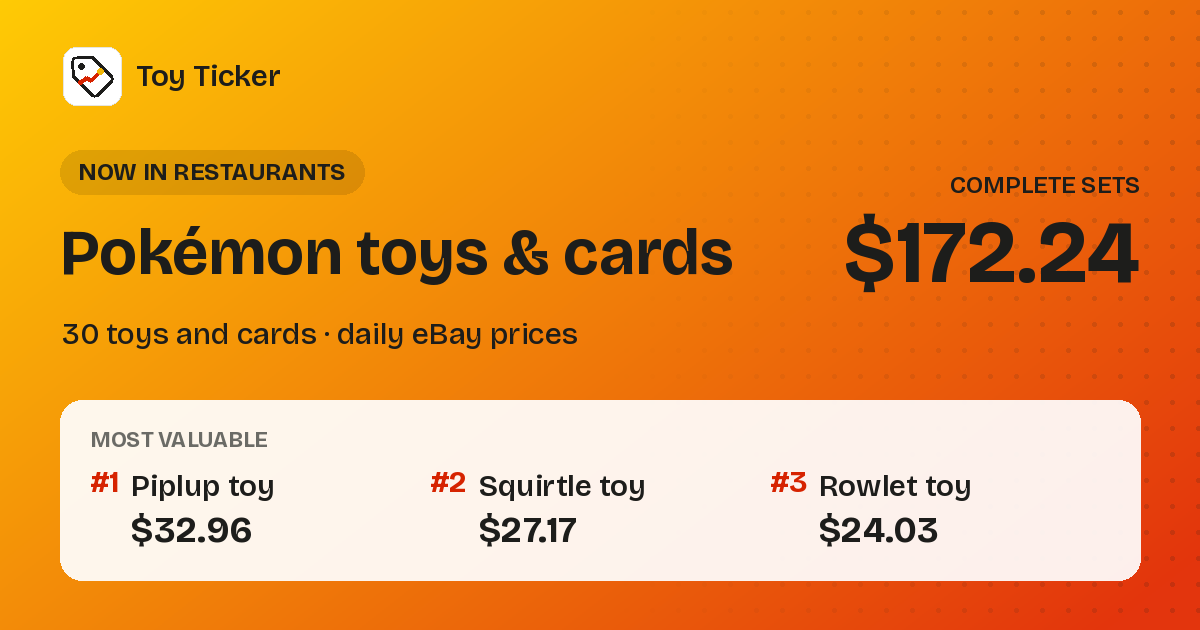 Toy Ticker
NOW IN RESTAURANTS
Pokémon toys & cards
30 toys and cards · daily eBay prices
COMPLETE SETS
$172.24
MOST VALUABLE
#1 Piplup toy
$32.96
#2 Squirtle toy
$27.17
#3 Rowlet toy
$24.03